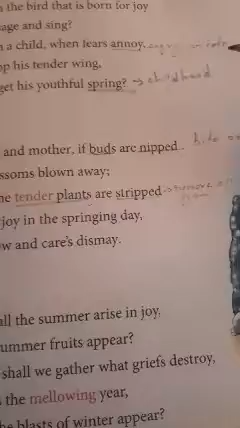 the bird that is born for joy
age and sing?
a child, when fears annoy,
his tender wing,
get his youthful spring? → childhood
and mother, if buds are nipped
ssoms blown away;
tender plants are stripped
joy in the springing day,
w and care's dismay.
all the summer arise in joy,
ummer fruits appear?
shall we gather what griefs destroy,
the mellowing year,
blasts of winter appear?